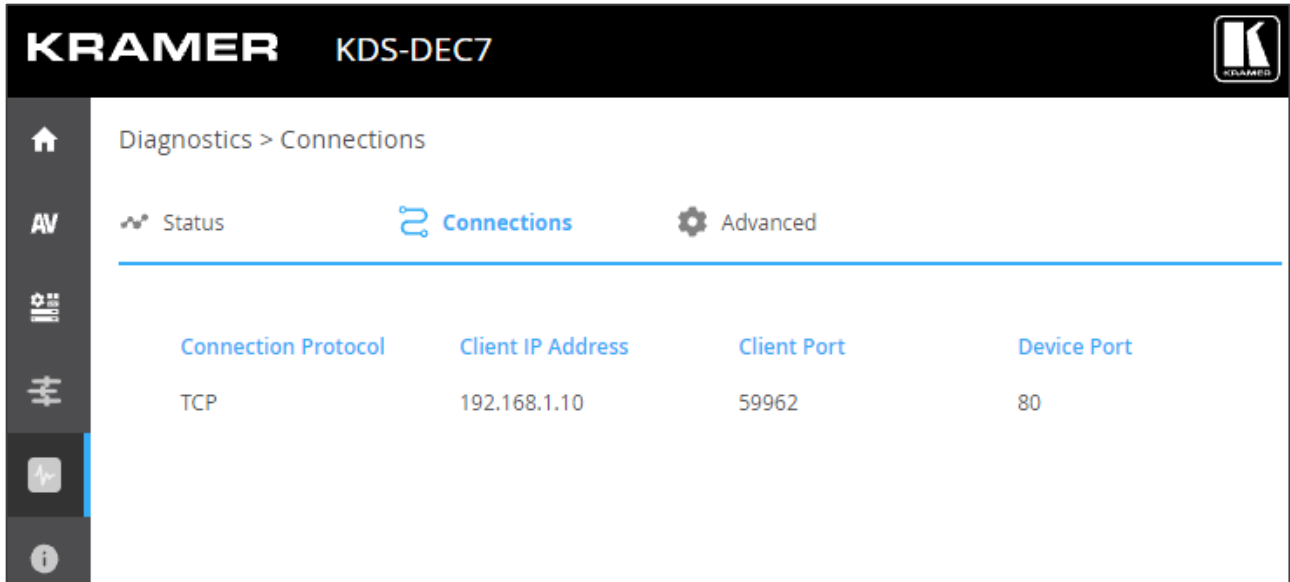 KRAMER KDS-DEC7 KRAMER
Diagnostics > Connections
AV Status Connections Advanced
Connection Protocol Client IP Address Client Port Device Port
TCP 192.168.1.10 59962 80